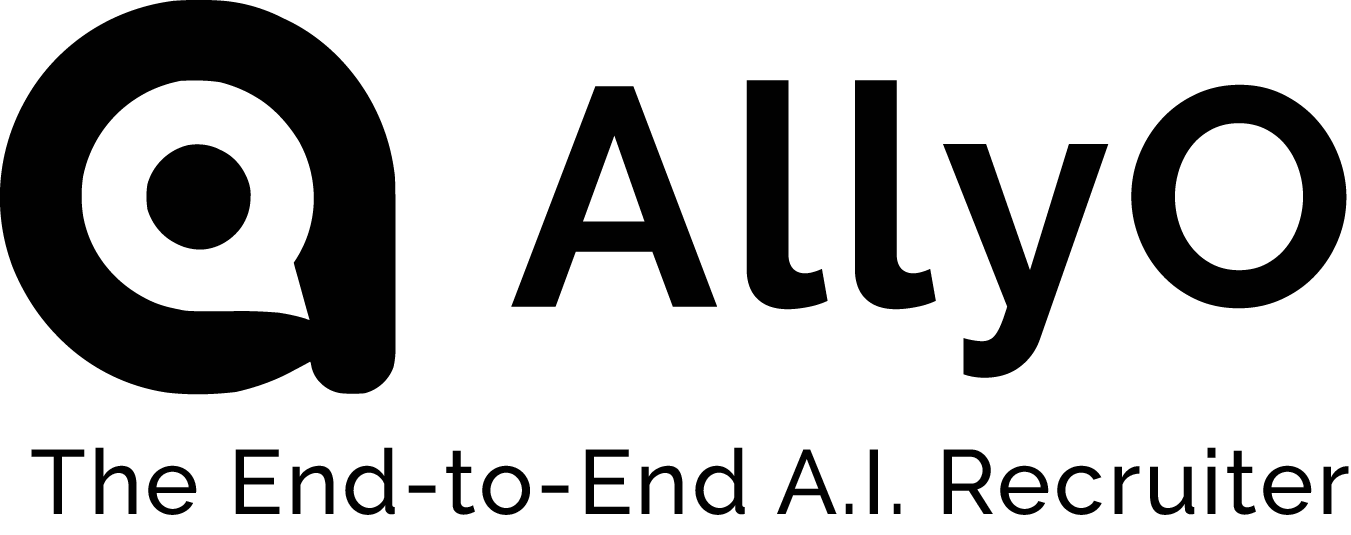 AllyO
The End-to-End A.I. Recruiter